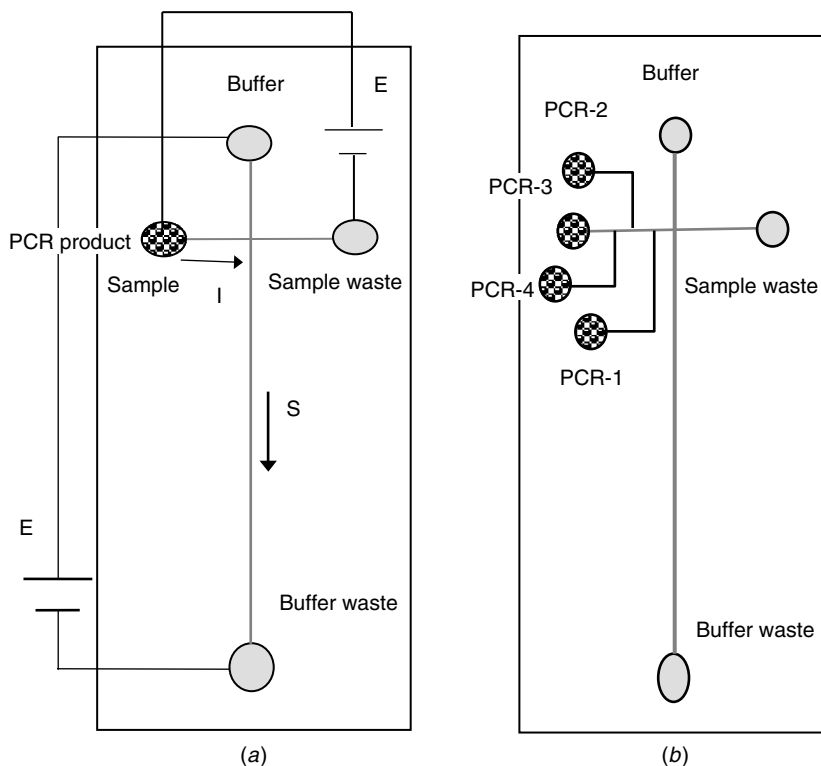 Buffer
E
PCR product
Sample
I
Sample waste
S
E
Buffer waste
(a)
Buffer
PCR-2
PCR-3
PCR-4
Sample waste
PCR-1
Buffer waste
(b)